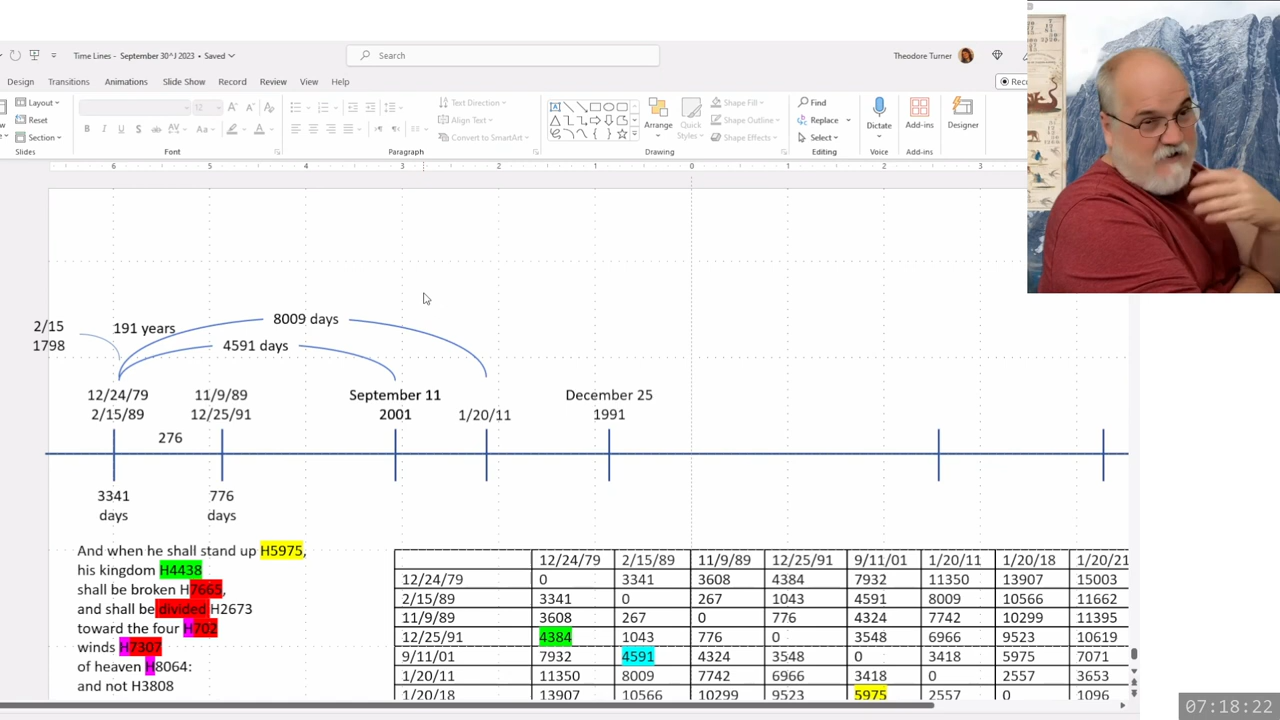 Time Lines - September 30^J 2023 • Saved
Search
Theodore Turner
Design Transitions Animations Slide Show Record Review View Help
Layout
Reset
Section
Slides
12
Font
Paragraph
Text Direction
Align Text
Convert to SmartArt
Arrange
Quick
Styles
Shape Fill
Shape Outline
Shape Effects
Drawing
Find
Replace
Select
Editing
Dictate
Voice
Add-ins
Add-ins
Designer
6 5 4 3 2 1 0 1 2 3
2/15
1798
191 years
8009 days
4591 days
12/24/79
2/15/89
11/9/89
12/25/91
September 11
2001
1/20/11
December 25
1991
276
3341
days
776
days
And when he shall stand up H5975,
his kingdom H4438
shall be broken H7665,
and shall be divided H2673
toward the four H702
winds H7307
of heaven H8064:
and not H3808
12/24/79 2/15/89 11/9/89 12/25/91 9/11/01 1/20/11 1/20/18 1/20/21
12/24/79 0 3341 3608 4384 7932 11350 13907 15003
2/15/89 3341 0 267 1043 4591 8009 10566 11662
11/9/89 3608 267 0 776 4324 7742 10299 11395
12/25/91 4384 1043 776 0 3548 6966 9523 10619
9/11/01 7932 4591 4324 3548 0 3418 5975 7071
1/20/11 11350 8009 7742 6966 3418 0 2557 3653
1/20/18 13907 10566 10299 9523 5975 2557 0 1096
07:18:22